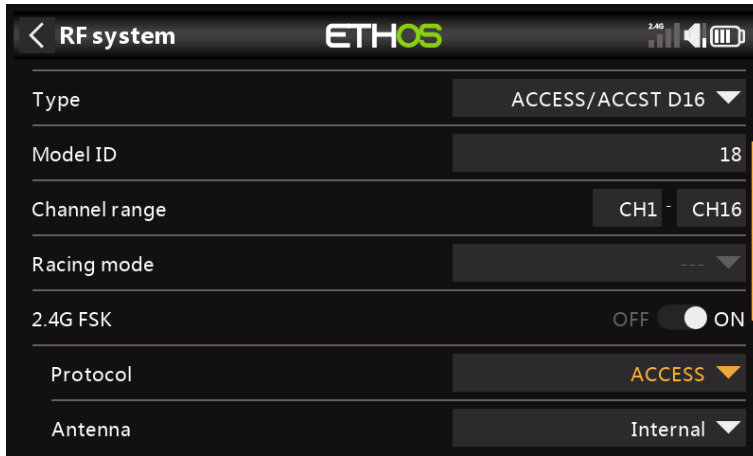 RF system ETHOS 2.4G
Type ACCESS/ACCST D16
Model ID 18
Channel range CH1 - CH16
Racing mode ---
2.4G FSK OFF ON
Protocol ACCESS
Antenna Internal